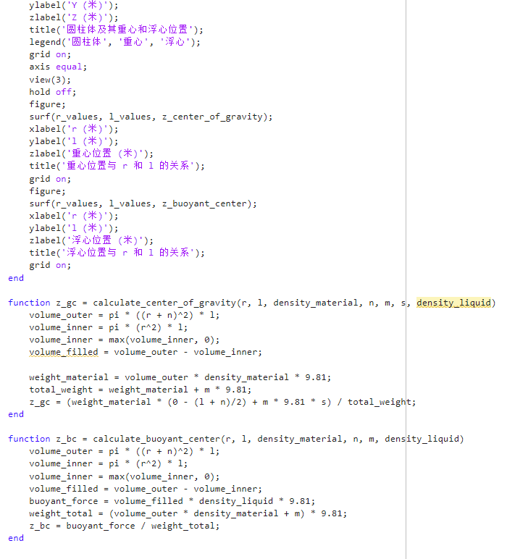 ylabel('Y (米)');
zlabel('Z (米)');
title('圆柱体及其重心和浮心位置');
legend('圆柱体', '重心', '浮心');
grid on;
axis equal;
view(3);
hold off;
figure;
surf(r_values, l_values, z_center_of_gravity);
xlabel('r (米)');
ylabel('l (米)');
zlabel('重心位置 (米)');
title('重心位置与 r 和 l 的关系');
grid on;
figure;
surf(r_values, l_values, z_buoyant_center);
xlabel('r (米)');
ylabel('l (米)');
zlabel('浮心位置 (米)');
title('浮心位置与 r 和 l 的关系');
grid on;
end
function z_gc = calculate_center_of_gravity(r, l, density_material, n, m, s, density_liquid)
volume_outer = pi * ((r + n)^2) * l;
volume_inner = pi * (r^2) * l;
volume_inner = max(volume_inner, 0);
volume_filled = volume_outer - volume_inner;
weight_material = volume_outer * density_material * 9.81;
total_weight = weight_material + m * 9.81;
z_gc = (weight_material * (0 - (l + n)/2) + m * 9.81 * s) / total_weight;
end
function z_bc = calculate_buoyant_center(r, l, density_material, n, m, density_liquid)
volume_outer = pi * ((r + n)^2) * l;
volume_inner = pi * (r^2) * l;
volume_inner = max(volume_inner, 0);
volume_filled = volume_outer - volume_inner;
buoyant_force = volume_filled * density_liquid * 9.81;
weight_total = (volume_outer * density_material + m) * 9.81;
z_bc = buoyant_force / weight_total;
end